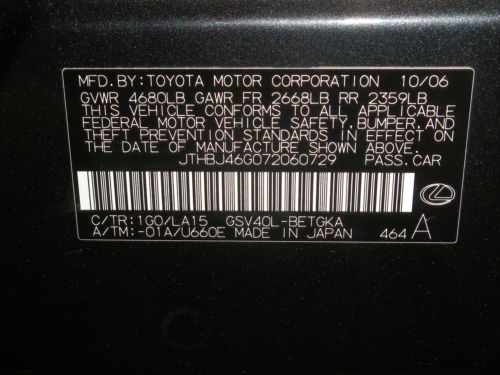 MFD. BY: TOYOTA MOTOR CORPORATION 10/06
GVWR 4680LB GAWR FR 2668LB RR 2359LB
THIS VEHICLE CONFORMS TO ALL APPLICABLE
FEDERAL MOTOR VEHICLE SAFETY, BUMPER, AND
THEFT PREVENTION STANDARDS IN EFFECT ON
THE DATE OF MANUFACTURE SHOWN ABOVE.
JTHBJ46G072060729 PASS. CAR
C/TR: 1G0/LA15 GSV40L-BETGKA
A/TM: -01A/U660E MADE IN JAPAN 464 A